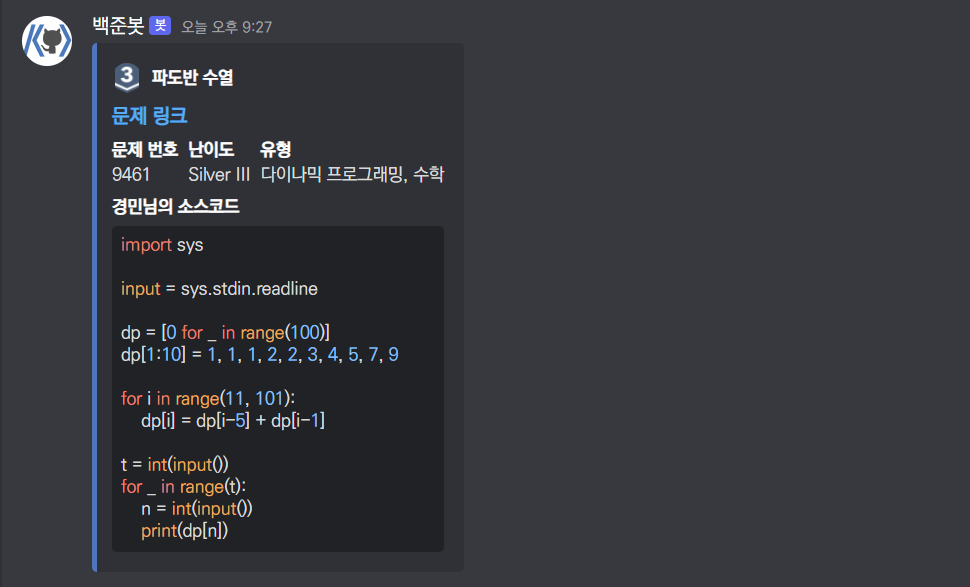 백준봇 봇 오늘 오후 9:27
3 파도반 수열
문제 링크
문제 번호 난이도 유형
9461 Silver III 다이나믹 프로그래밍, 수학
경민님의 소스코드
import sys
input = sys.stdin.readline
dp = [0 for _ in range(100)]
dp[1:10] = 1, 1, 1, 2, 2, 3, 4, 5, 7, 9
for i in range(11, 101):
    dp[i] = dp[i-5] + dp[i-1]
t = int(input())
for _ in range(t):
    n = int(input())
    print(dp[n])